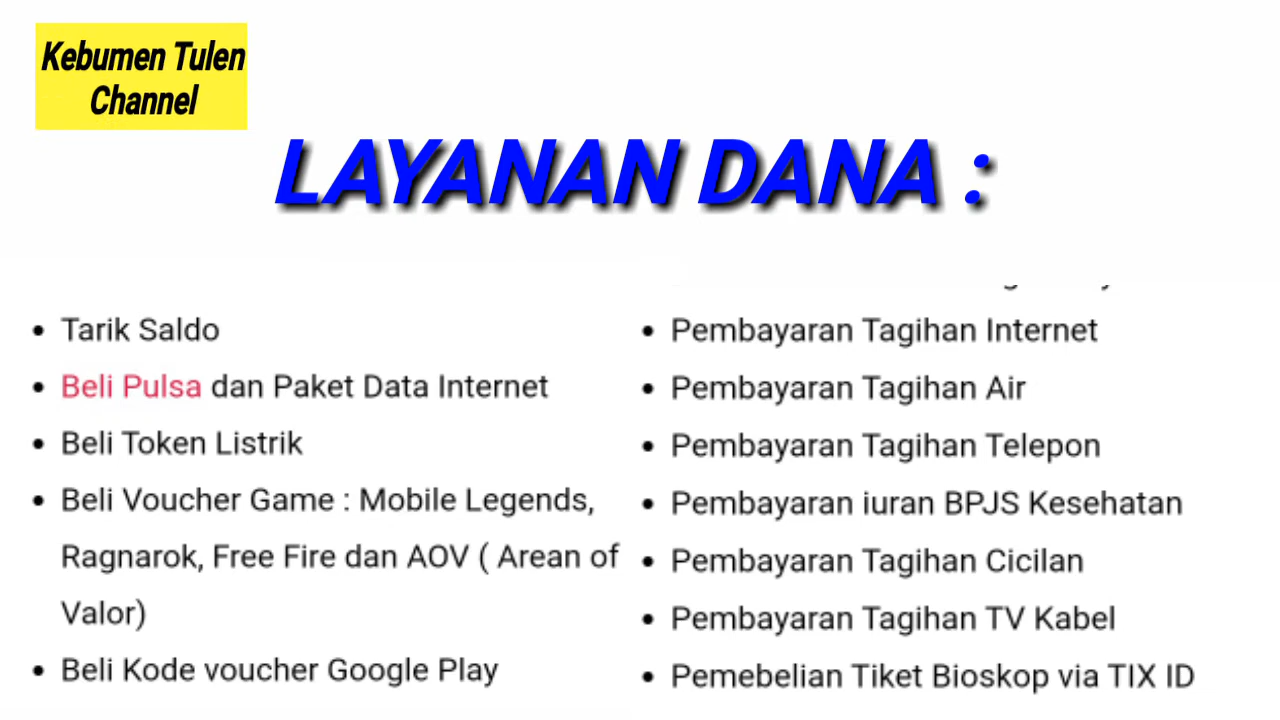 Kebumen Tulen
Channel
LAYANAN DANA :
• Tarik Saldo
• Beli Pulsa dan Paket Data Internet
• Beli Token Listrik
• Beli Voucher Game : Mobile Legends,
Ragnarok, Free Fire dan AOV ( Arean of
Valor)
• Beli Kode voucher Google Play
• Pembayaran Tagihan Internet
• Pembayaran Tagihan Air
• Pembayaran Tagihan Telepon
• Pembayaran iuran BPJS Kesehatan
• Pembayaran Tagihan Cicilan
• Pembayaran Tagihan TV Kabel
• Pemebelian Tiket Bioskop via TIX ID